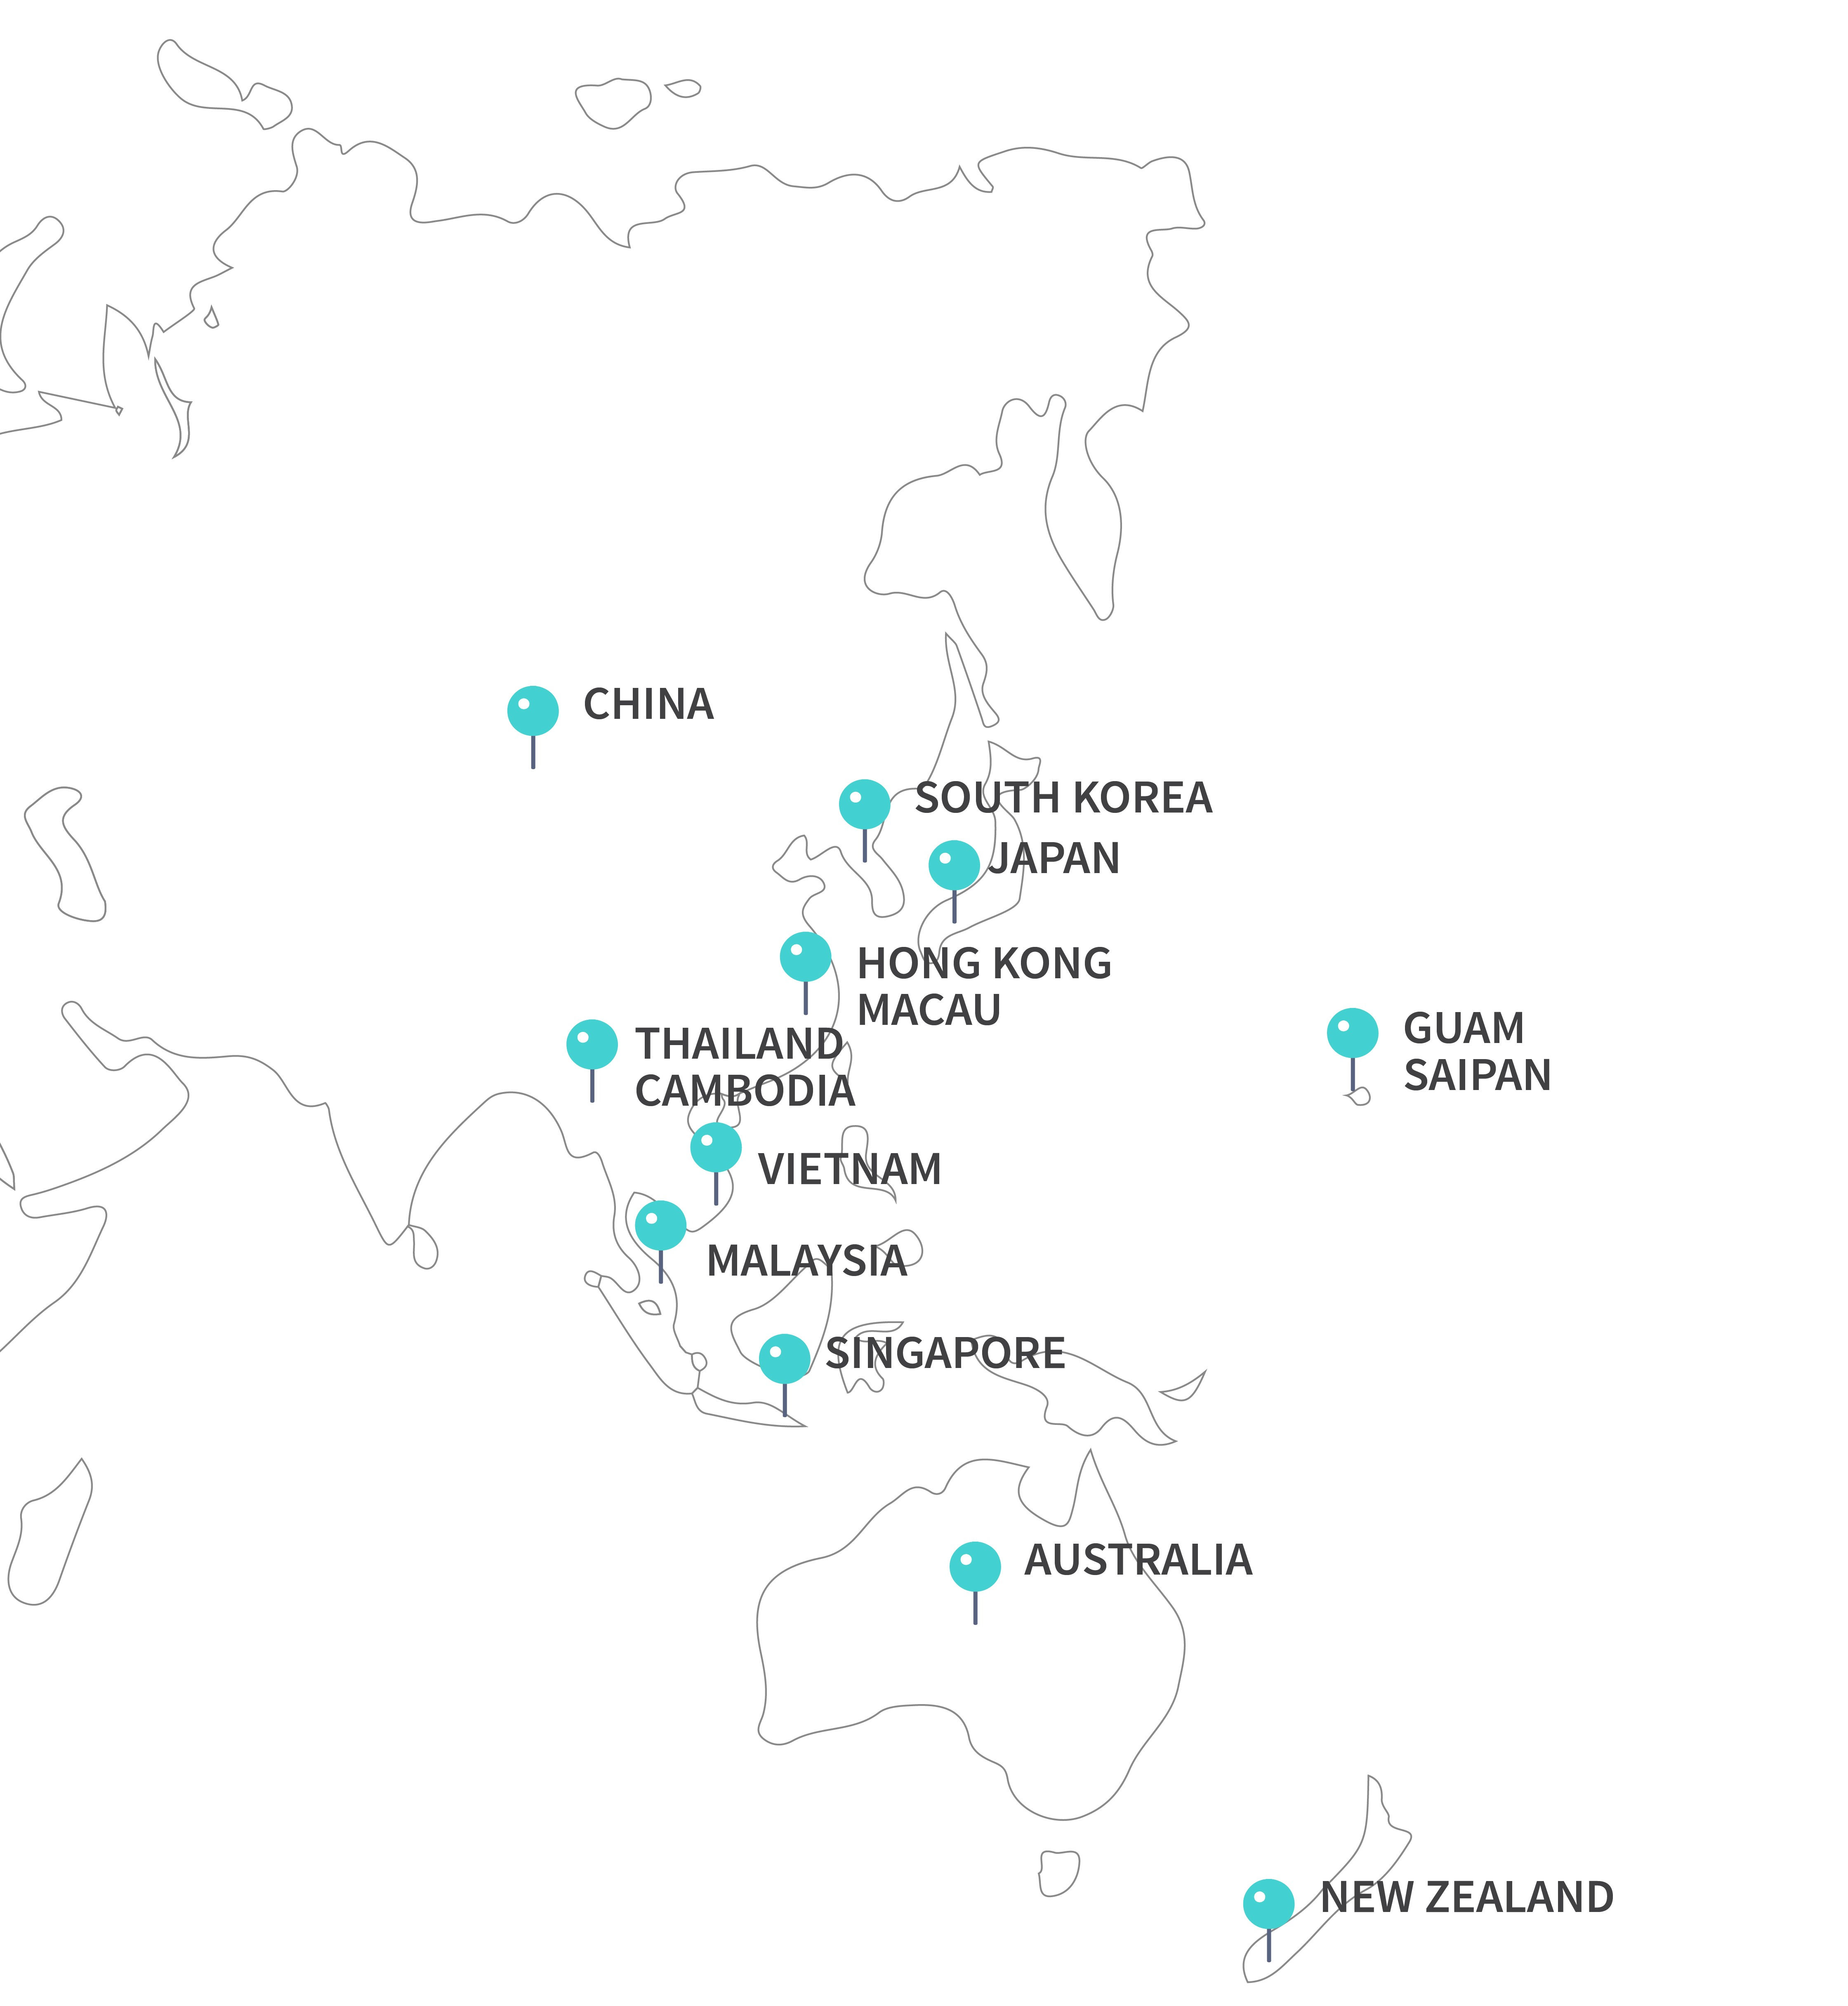 CHINA
SOUTH KOREA
JAPAN
HONG KONG
MACAU
GUAM
SAIPAN
THAILAND
CAMBODIA
VIETNAM
MALAYSIA
SINGAPORE
AUSTRALIA
NEW ZEALAND